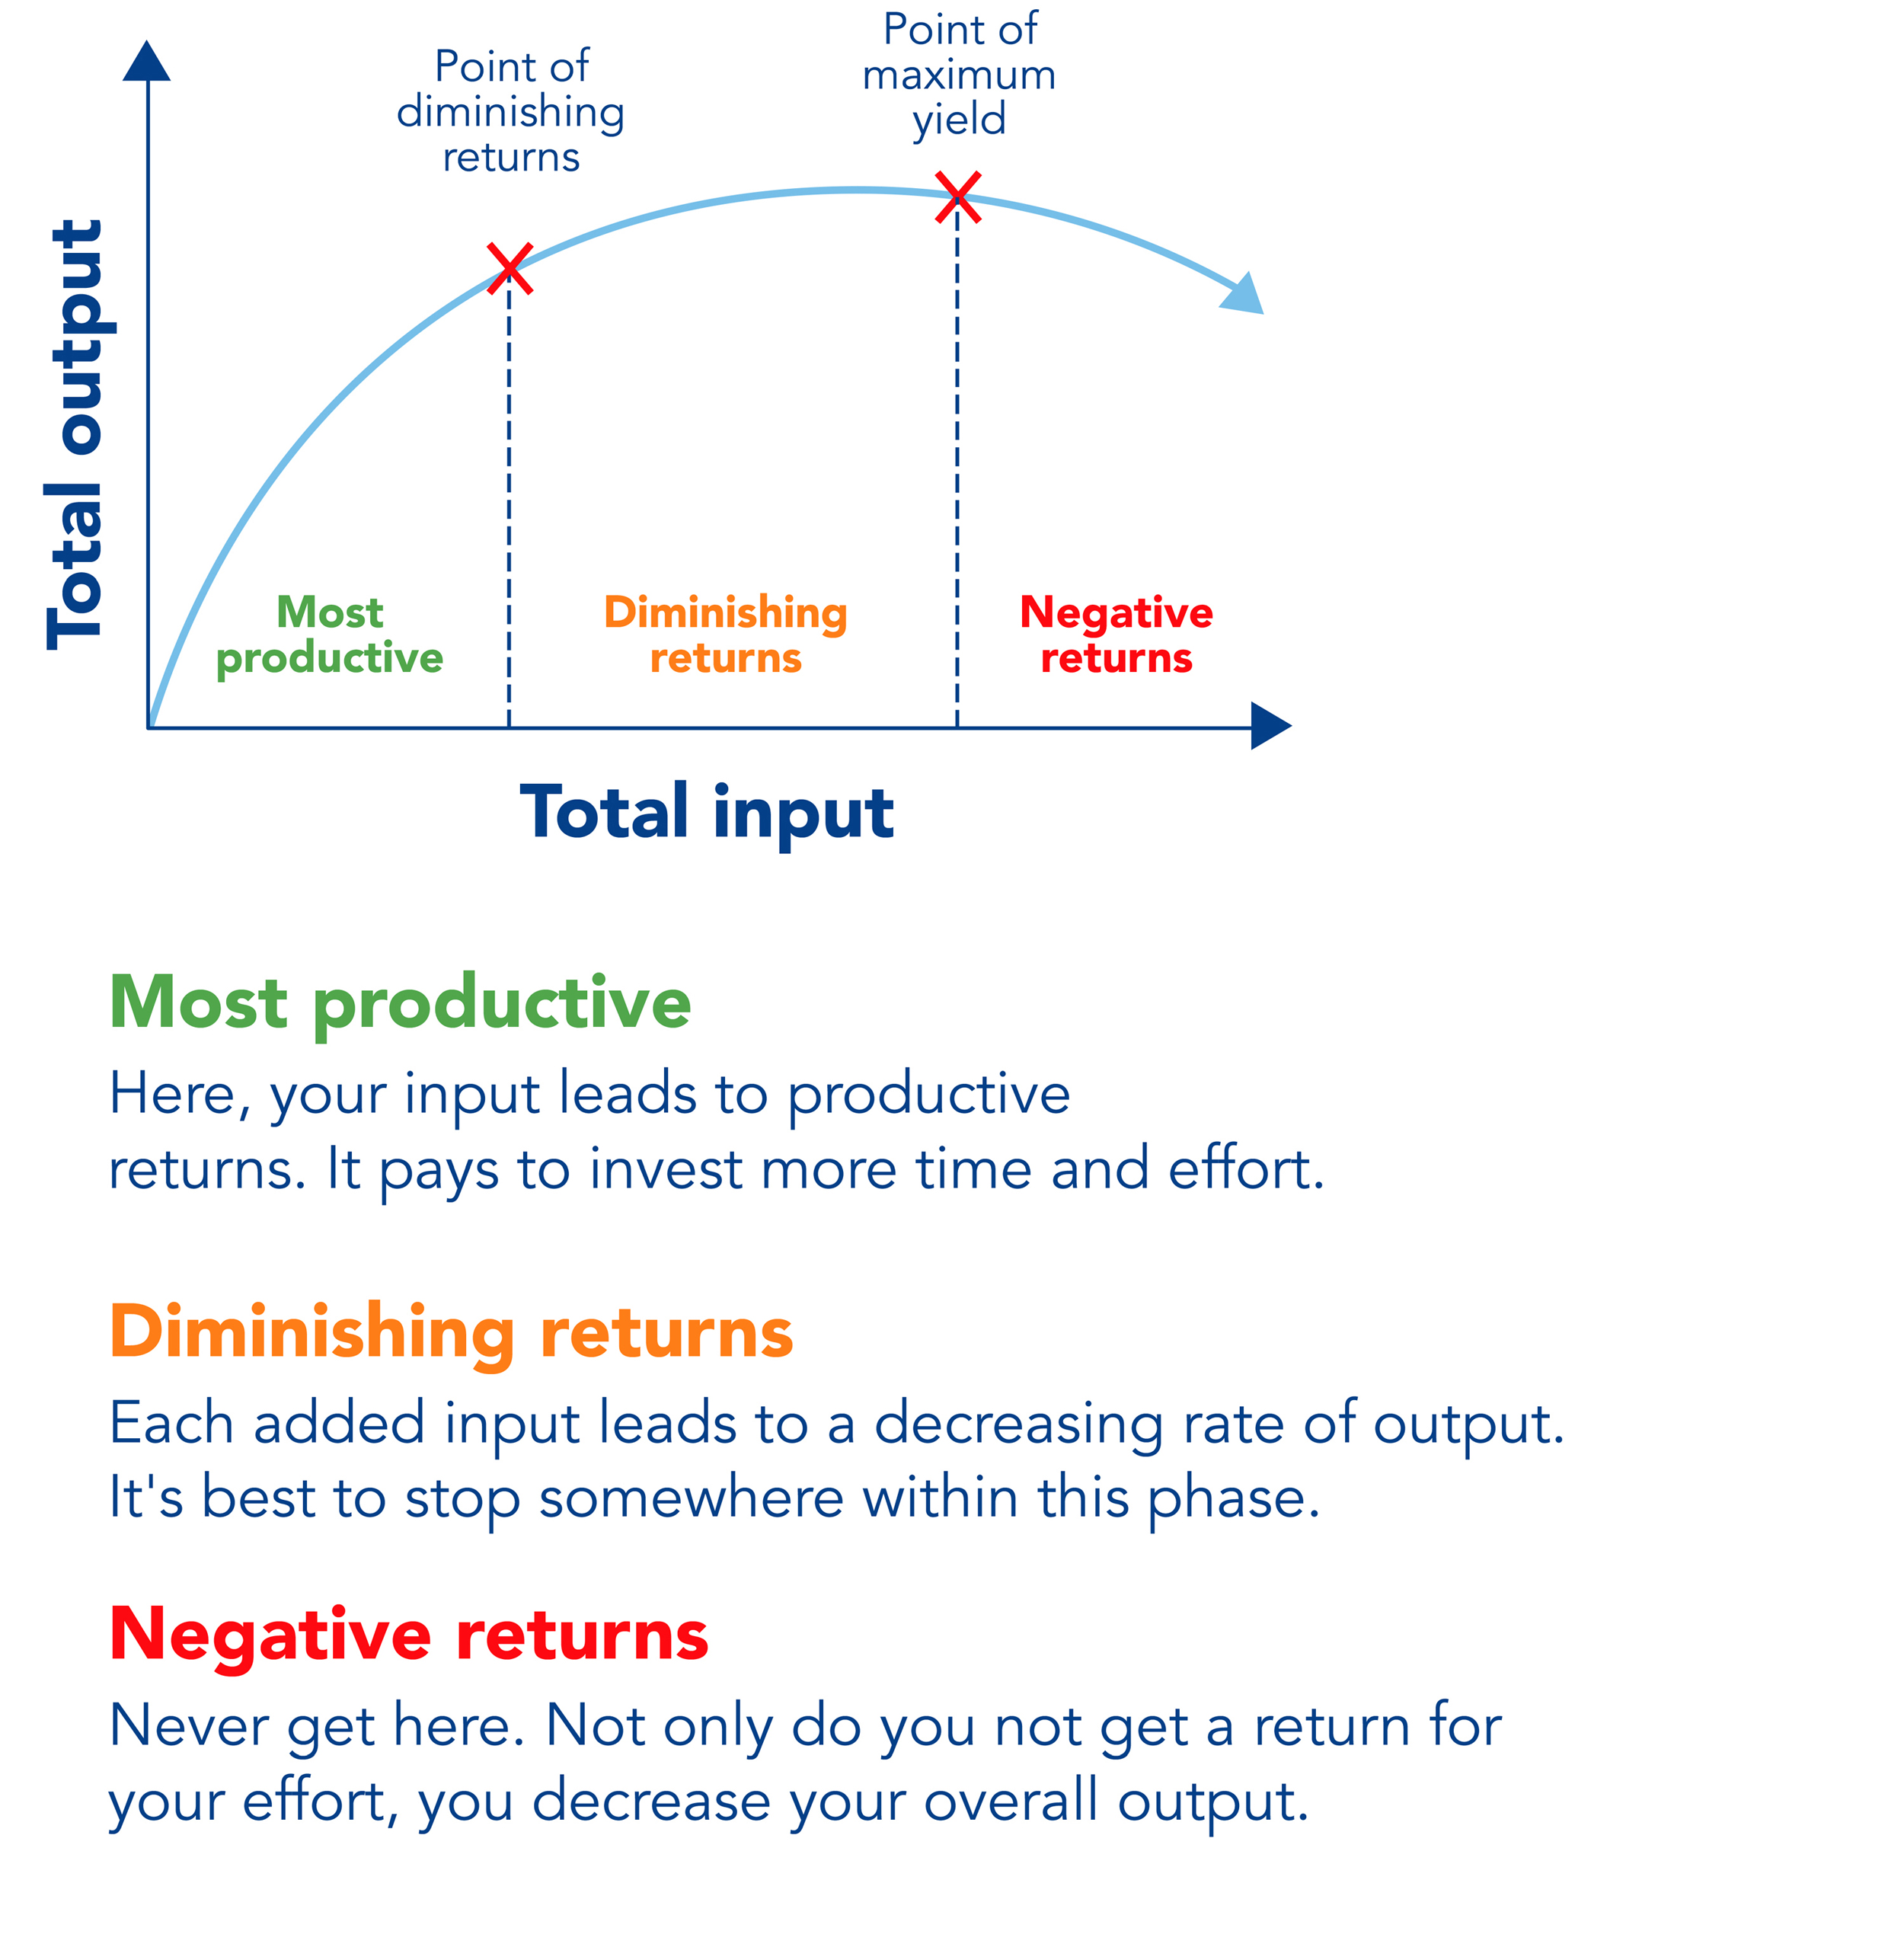 Point of
diminishing
returns
Point of
maximum
yield
Total output
Most
productive
Diminishing
returns
Negative
returns
Total input
Most productive
Here, your input leads to productive
returns. It pays to invest more time and effort.
Diminishing returns
Each added input leads to a decreasing rate of output.
It's best to stop somewhere within this phase.
Negative returns
Never get here. Not only do you not get a return for
your effort, you decrease your overall output.